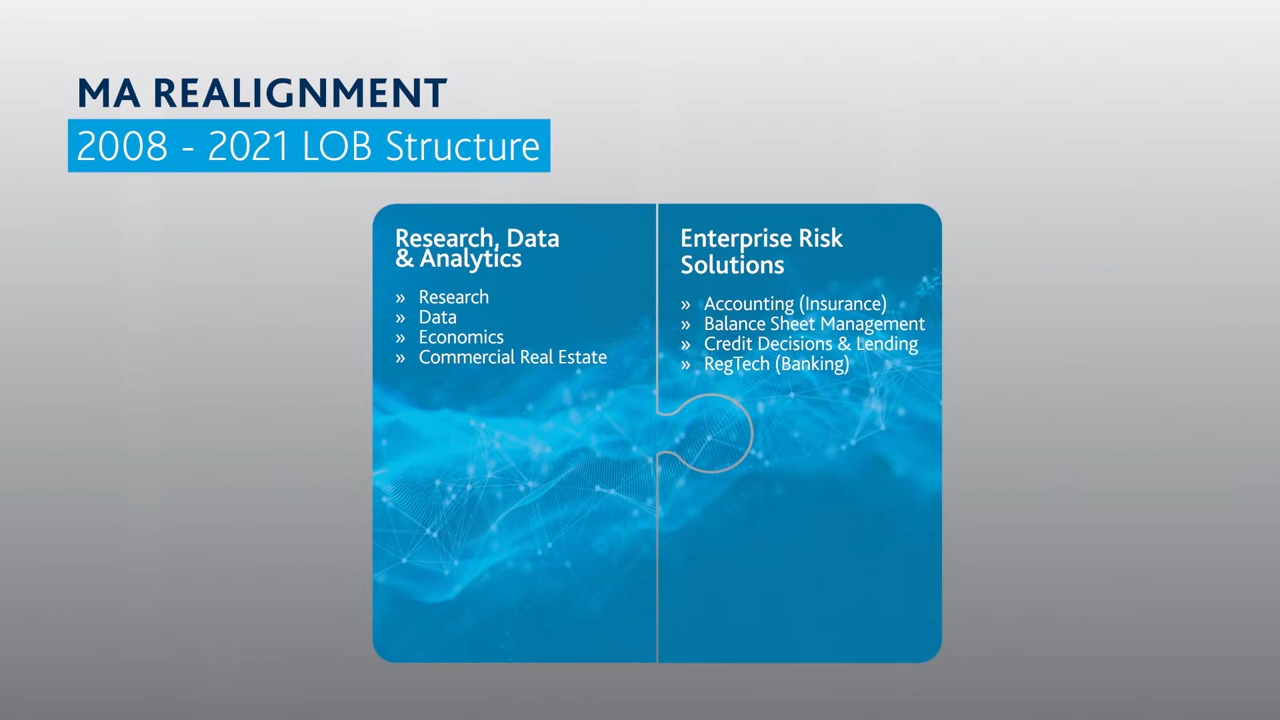 MA REALIGNMENT
2008 - 2021 LOB Structure
Research, Data
& Analytics
» Research
» Data
» Economics
» Commercial Real Estate
Enterprise Risk
Solutions
» Accounting (Insurance)
» Balance Sheet Management
» Credit Decisions & Lending
» RegTech (Banking)